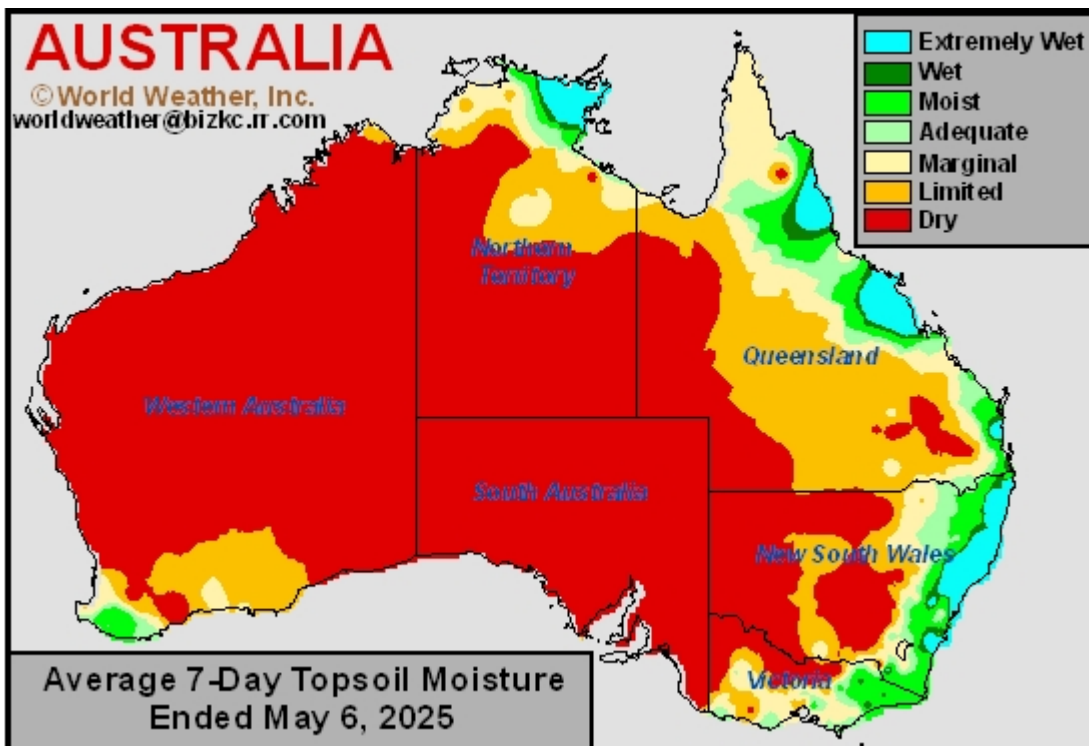 AUSTRALIA
©World Weather, Inc.
worldweather@bizkc.rr.com
Extremely Wet
Wet
Moist
Adequate
Marginal
Limited
Dry
Northern
Territory
Queensland
Western Australia
South Australia
New South Wales
Victoria
Average 7-Day Topsoil Moisture
Ended May 6, 2025